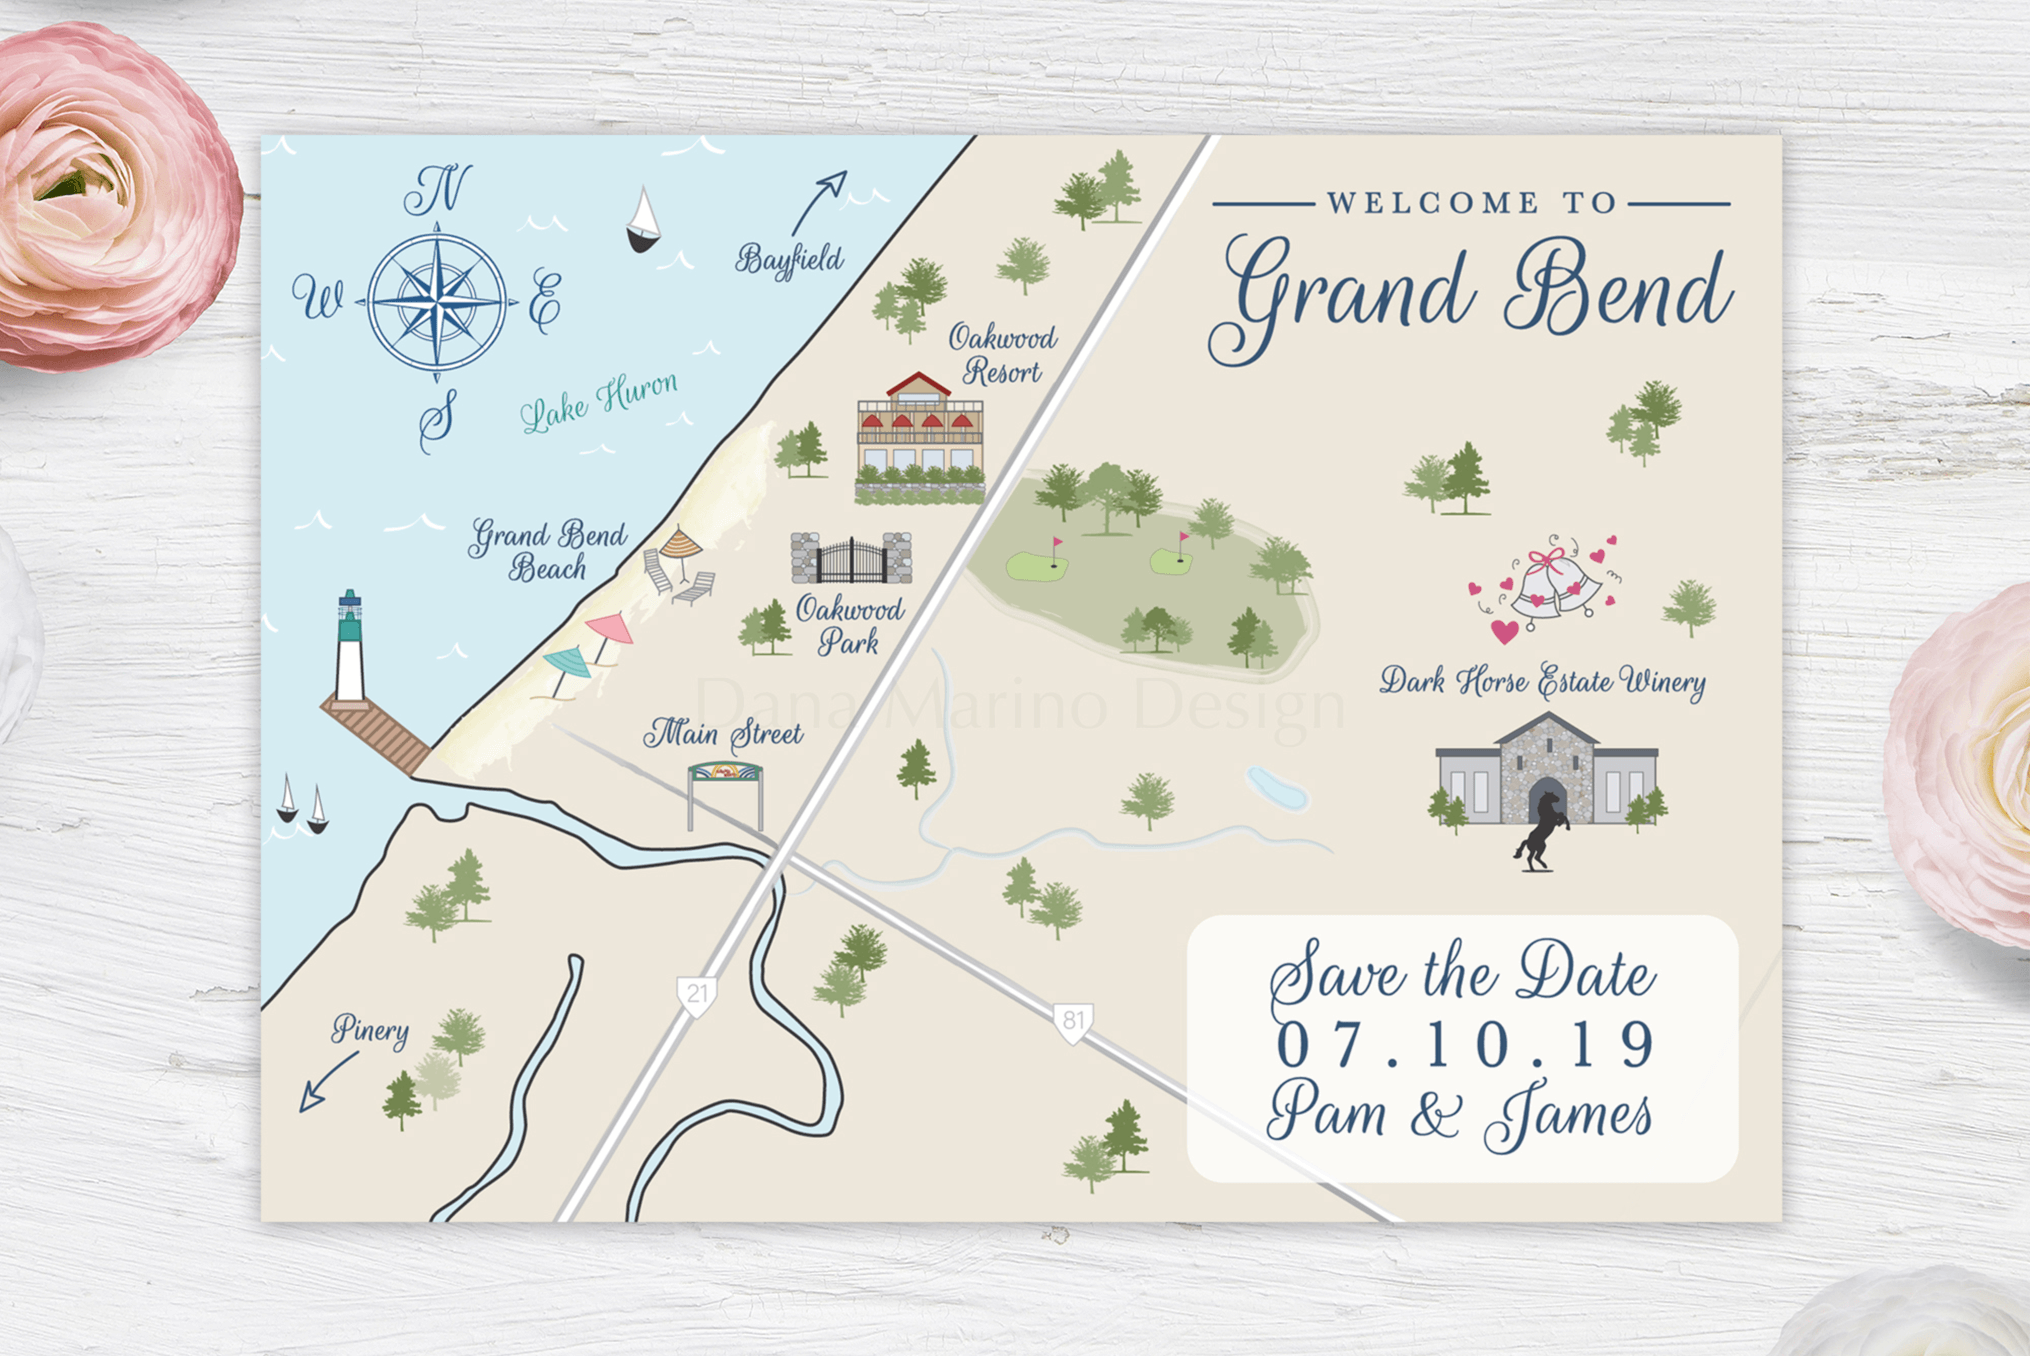 N
W
E
S
Bayfield
WELCOME TO
Grand Bend
Lake Huron
Oakwood
Resort
Grand Bend
Beach
Oakwood
Park
Dark Horse Estate Winery
Dana Marino Design
Main Street
21
81
Pinery
Save the Date
07.10.19
Pam & James